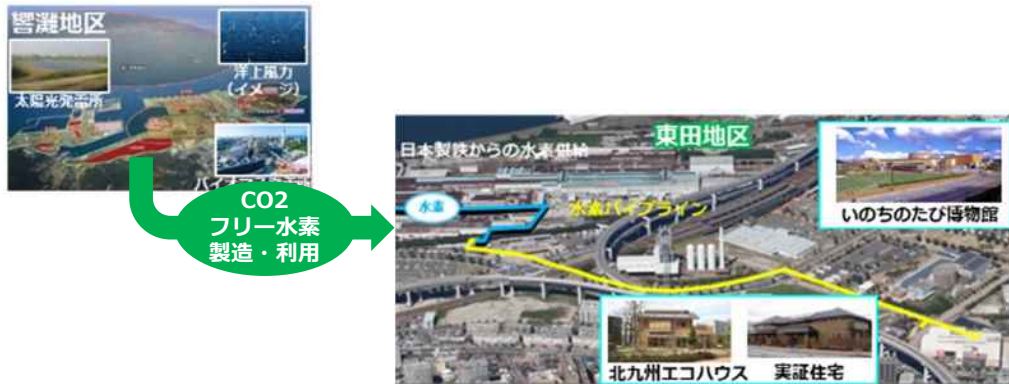 響灘地区
太陽光発電所
洋上風力
(イメージ)
CO2
フリー水素
製造・利用
日本製鉄からの水素供給
東田地区
水素
水素パイプライン
いのちのたび博物館
北九州エコハウス
実証住宅